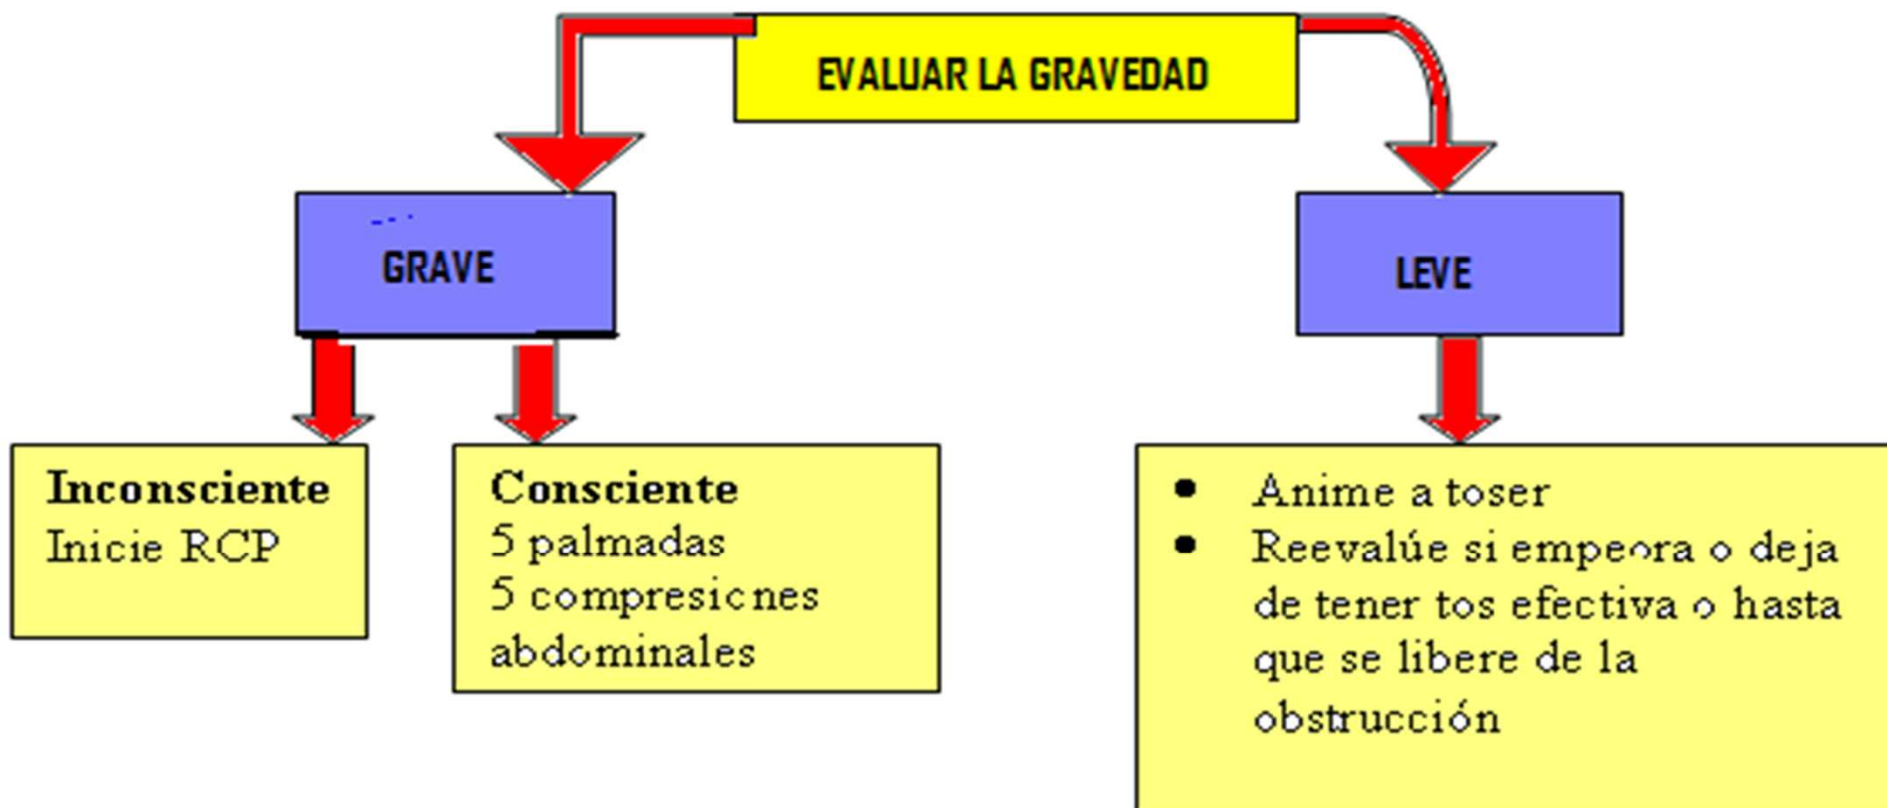 EVALUAR LA GRAVEDAD
GRAVE
LEVE
Inconsciente
Inicie RCP
Consciente
5 palmadas
5 compresiones
abdominales
• Anime a toser
• Reevalúe si empeora o deja
de tener tos efectiva o hasta
que se libere de la
obstrucción